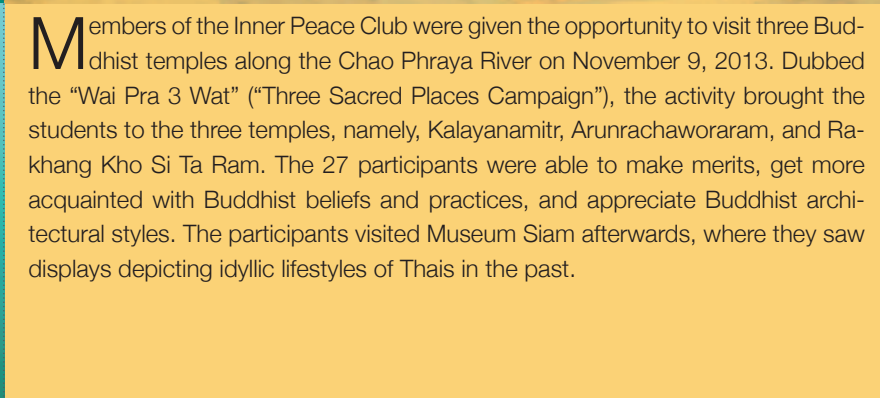 Members of the Inner Peace Club were given the opportunity to visit three Bud-
dhist temples along the Chao Phraya River on November 9, 2013. Dubbed
the “Wai Pra 3 Wat” (“Three Sacred Places Campaign”), the activity brought the
students to the three temples, namely, Kalayanamitr, Arunrachaworaram, and Ra-
khang Kho Si Ta Ram. The 27 participants were able to make merits, get more
acquainted with Buddhist beliefs and practices, and appreciate Buddhist archi-
tectural styles. The participants visited Museum Siam afterwards, where they saw
displays depicting idyllic lifestyles of Thais in the past.